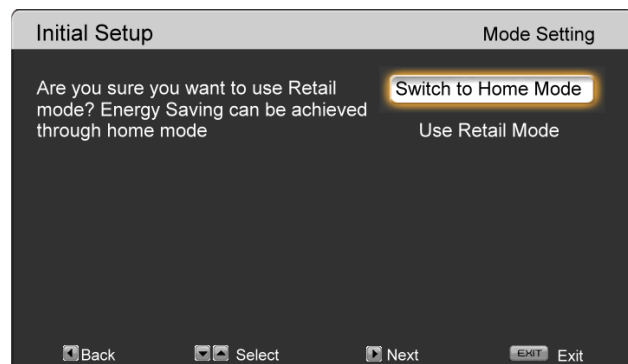 Initial Setup Mode Setting
Are you sure you want to use Retail
mode? Energy Saving can be achieved
through home mode
Switch to Home Mode
Use Retail Mode
Back Select Next EXIT Exit